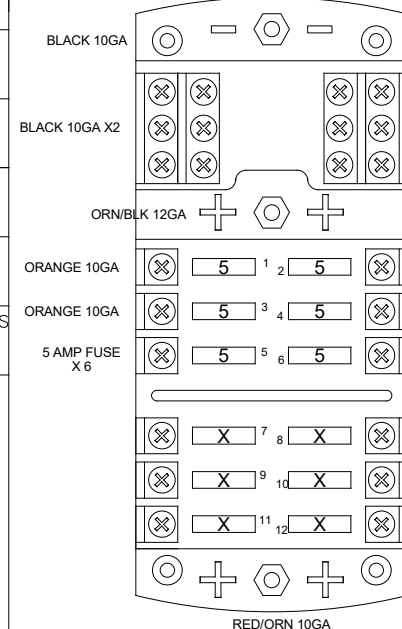 BLACK 10GA
BLACK 10GA X2
ORN/BLK 12GA
ORANGE 10GA
5 1 2 5
ORANGE 10GA
S
5 3 4 5
5 AMP FUSE
X 6
5 5 6 5
X 7 8 X
X 9 10 X
X 11 12 X
RED/ORN 10GA